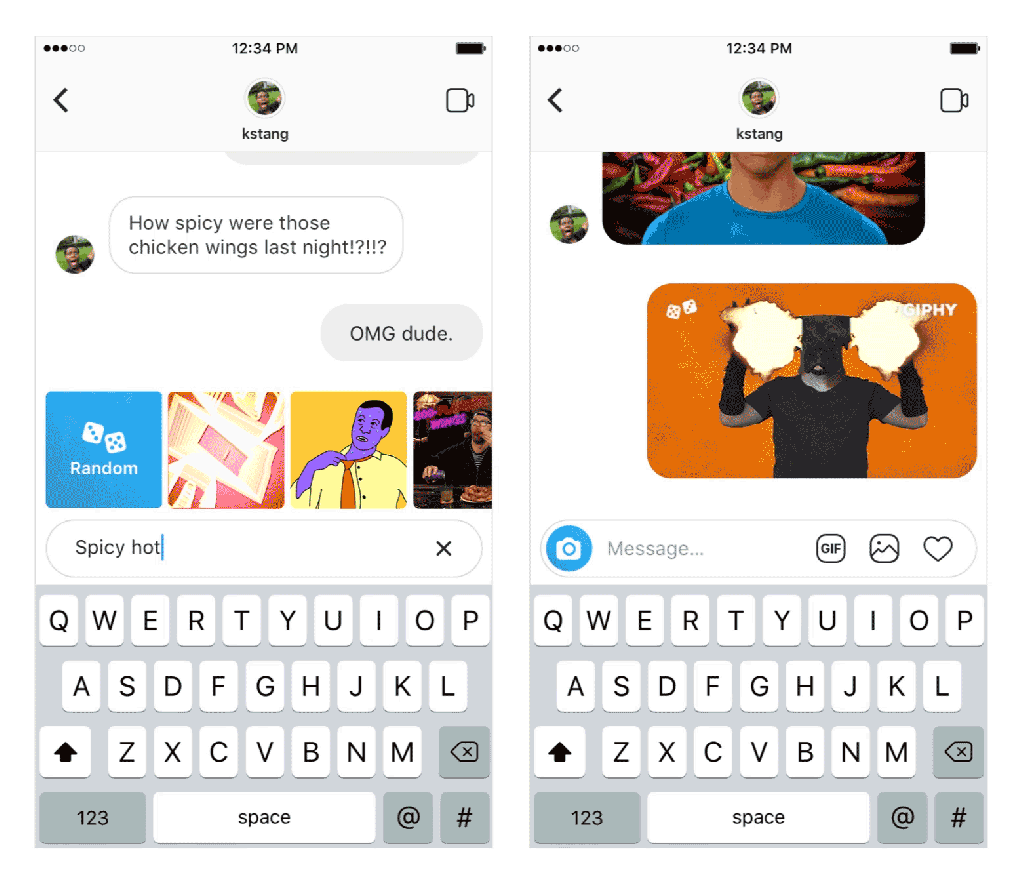 12:34 PM
kstang
How spicy were those
chicken wings last night!?!!?
OMG dude.
Random
Spicy hot
Q W E R T Y U I O P
A S D F G H J K L
Z X C V B N M
123 space @ #
12:34 PM
kstang
GIPHY
Message...
GIF
Q W E R T Y U I O P
A S D F G H J K L
Z X C V B N M
123 space @ #